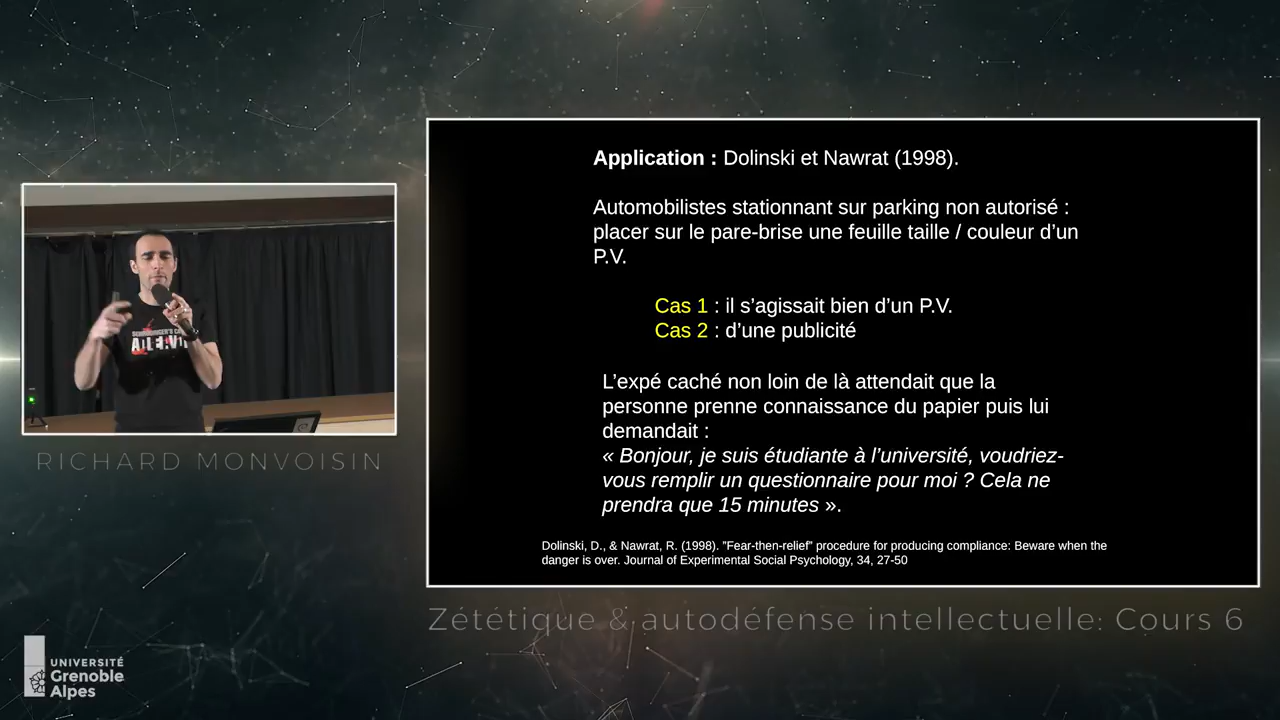 Application : Dolinski et Nawrat (1998).
Automobilistes stationnant sur parking non autorisé :
placer sur le pare-brise une feuille taille / couleur d'un
P.V.
Cas 1 : il s'agissait bien d'un P.V.
Cas 2 : d'une publicité
L'expé caché non loin de là attendait que la
personne prenne connaissance du papier puis lui
demandait :
« Bonjour, je suis étudiante à l'université, voudriez-
vous remplir un questionnaire pour moi ? Cela ne
prendra que 15 minutes ».
Dolinski, D., & Nawrat, R. (1998). "Fear-then-relief" procedure for producing compliance: Beware when the
danger is over. Journal of Experimental Social Psychology, 34, 27-50
RICHARD MONVOISIN
Zététique & autodéfense intellectuelle: Cours 6
UNIVERSITÉ
Grenoble
Alpes